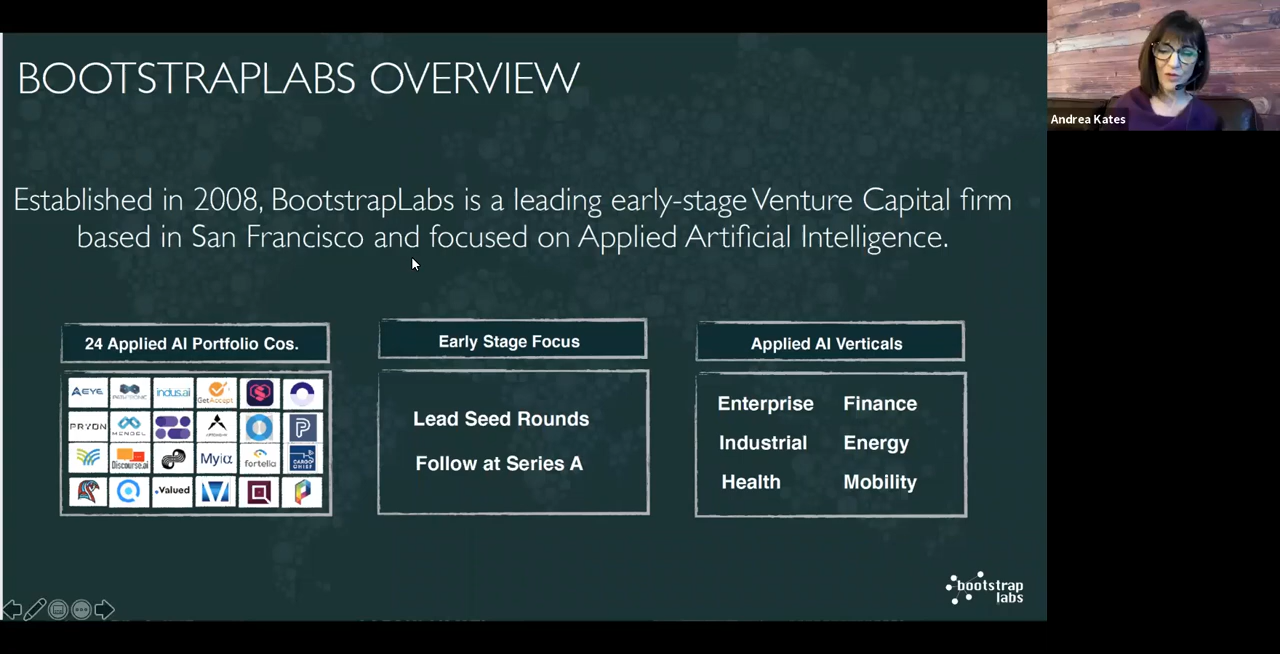 BOOTSTRAPLABS OVERVIEW
Andrea Kates
Established in 2008, BootstrapLabs is a leading early-stage Venture Capital firm
based in San Francisco and focused on Applied Artificial Intelligence.
24 Applied AI Portfolio Cos.
AEYE
indus.ai
GetAccept
PRYON
MENDEL
Discourse.ai
Myiα
fortella
CARGO
CHIEF
.Valued
Early Stage Focus
Lead Seed Rounds
Follow at Series A
Applied AI Verticals
Enterprise Finance
Industrial Energy
Health Mobility
bootstrap
labs